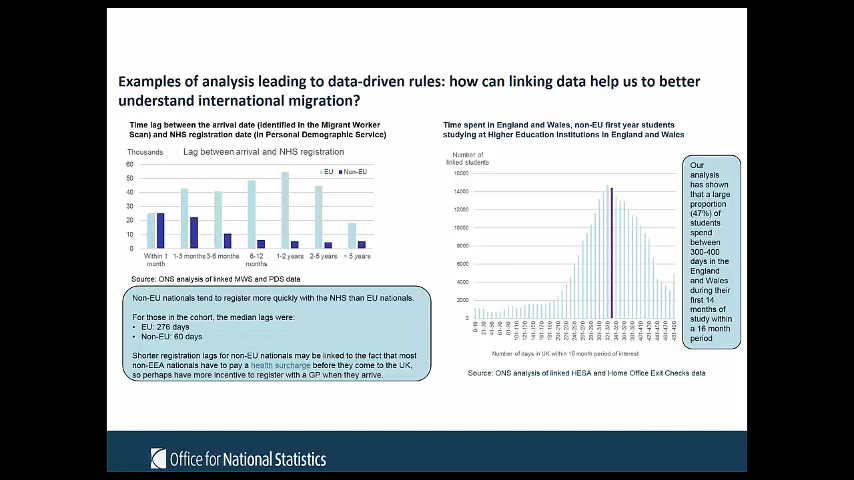 Examples of analysis leading to data-driven rules: how can linking data help us to better
understand international migration?
Time lag between the arrival date (identified in the Migrant Worker
Scan) and NHS registration date (in Personal Demographic Service)
Thousands
Lag between arrival and NHS registration
EU
Non-EU
60
50
40
30
20
10
0
Within 1
month
1-3 months
3-6 months
6-12
months
1-2 years
2-5 years
> 5 years
Source: ONS analysis of linked MWS and PDS data
Non-EU nationals tend to register more quickly with the NHS than EU nationals.
For those in the cohort, the median lags were:
• EU: 276 days
• Non-EU: 60 days
Shorter registration lags for non-EU nationals may be linked to the fact that most
non-EEA nationals have to pay a health surcharge before they come to the UK,
so perhaps have more incentive to register with a GP when they arrive.
Time spent in England and Wales, non-EU first year students
studying at Higher Education Institutions in England and Wales
Number of
linked students
16000
14000
12000
10000
8000
6000
4000
2000
0
Number of days in UK within 16 month period of interest
Source: ONS analysis of linked HESA and Home Office Exit Checks data
Our
analysis
has shown
that a large
proportion
(47%) of
students
spend
between
300-400
days in the
England
and Wales
during their
first 14
months of
study within
a 16 month
period
Office for National Statistics